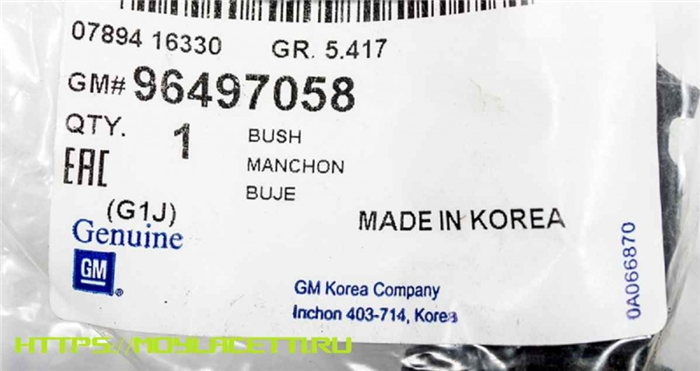 07894 16330 GR. 5.417
GM# 96497058
QTY. 1 BUSH
MANCHON
BUJE
EAC
(G1J)
Genuine
GM
MADE IN KOREA
GM Korea Company
Inchon 403-714, Korea
0A066870
HTTPS://MOYLACETTI.RU